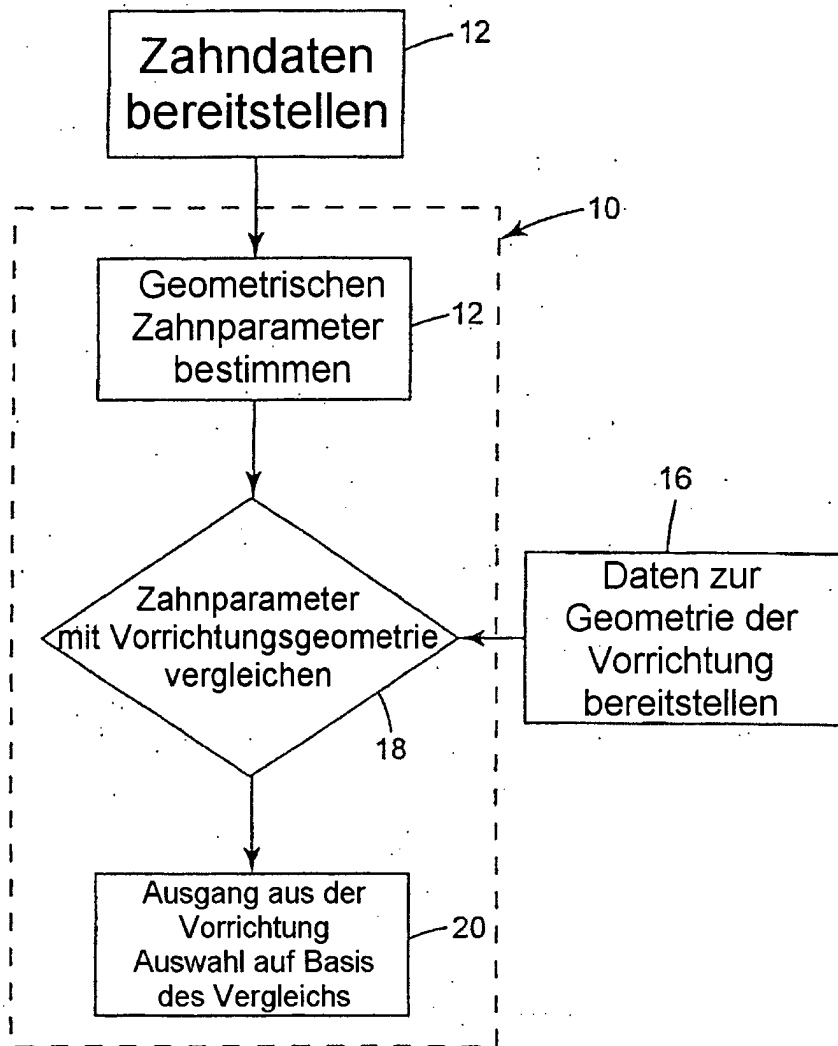 Zahndaten
bereitstellen
12
10
Geometrischen
Zahnparameter
bestimmen
12
16
Zahnparameter
mit Vorrichtungsgeometrie
vergleichen
18
Daten zur
Geometrie der
Vorrichtung
bereitstellen
Ausgang aus der
Vorrichtung
Auswahl auf Basis
des Vergleichs
20